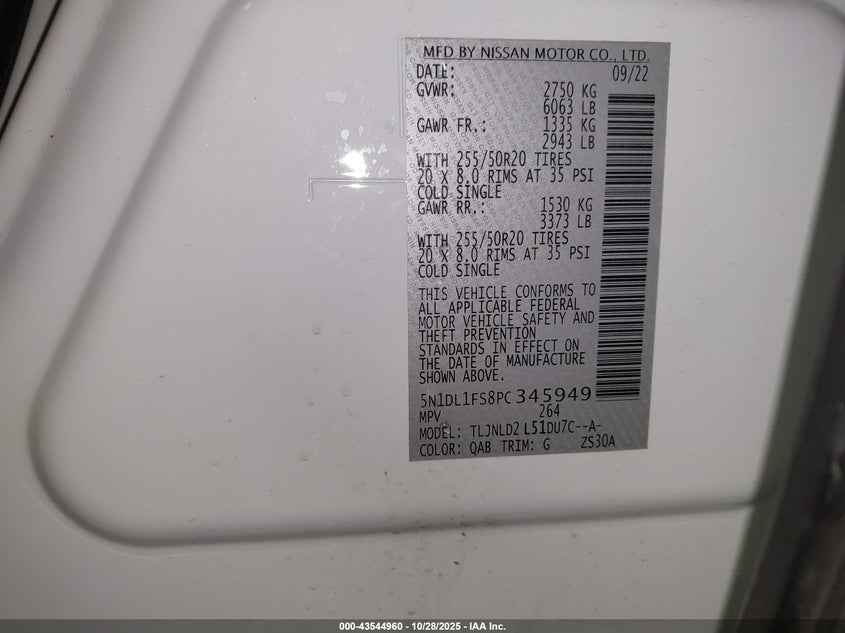 MFD BY NISSAN MOTOR CO., LTD.
DATE: 09/22
GVWR: 2750 KG
6063 LB
GAWR FR.: 1335 KG
2943 LB
WITH 255/50R20 TIRES
20 X 8.0 RIMS AT 35 PSI
COLD SINGLE
GAWR RR.: 1530 KG
3373 LB
WITH 255/50R20 TIRES
20 X 8.0 RIMS AT 35 PSI
COLD SINGLE
THIS VEHICLE CONFORMS TO
ALL APPLICABLE FEDERAL
MOTOR VEHICLE SAFETY AND
THEFT PREVENTION
STANDARDS IN EFFECT ON
THE DATE OF MANUFACTURE
SHOWN ABOVE.
5N1DL1FS8PC345949
MPV 264
MODEL: TLJNLD2 L51DU7C--A-
COLOR: QAB TRIM: G ZS30A
000-43544960 - 10/28/2025 - IAA Inc.